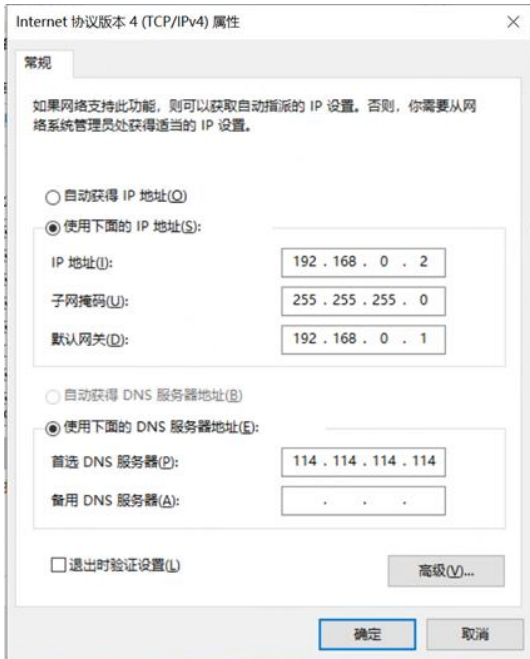 Internet 协议版本 4 (TCP/IPv4) 属性
常规
如果网络支持此功能，则可以获取自动指派的 IP 设置。否则，你需要从网
络系统管理员处获得适当的 IP 设置。
自动获得 IP 地址(O)
使用下面的 IP 地址(S):
IP 地址(I): 192 . 168 . 0 . 2
子网掩码(U): 255 . 255 . 255 . 0
默认网关(D): 192 . 168 . 0 . 1
自动获得 DNS 服务器地址(B)
使用下面的 DNS 服务器地址(E):
首选 DNS 服务器(P): 114 . 114 . 114 . 114
备用 DNS 服务器(A): . . .
退出时验证设置(L)
高级(V)...
确定 取消